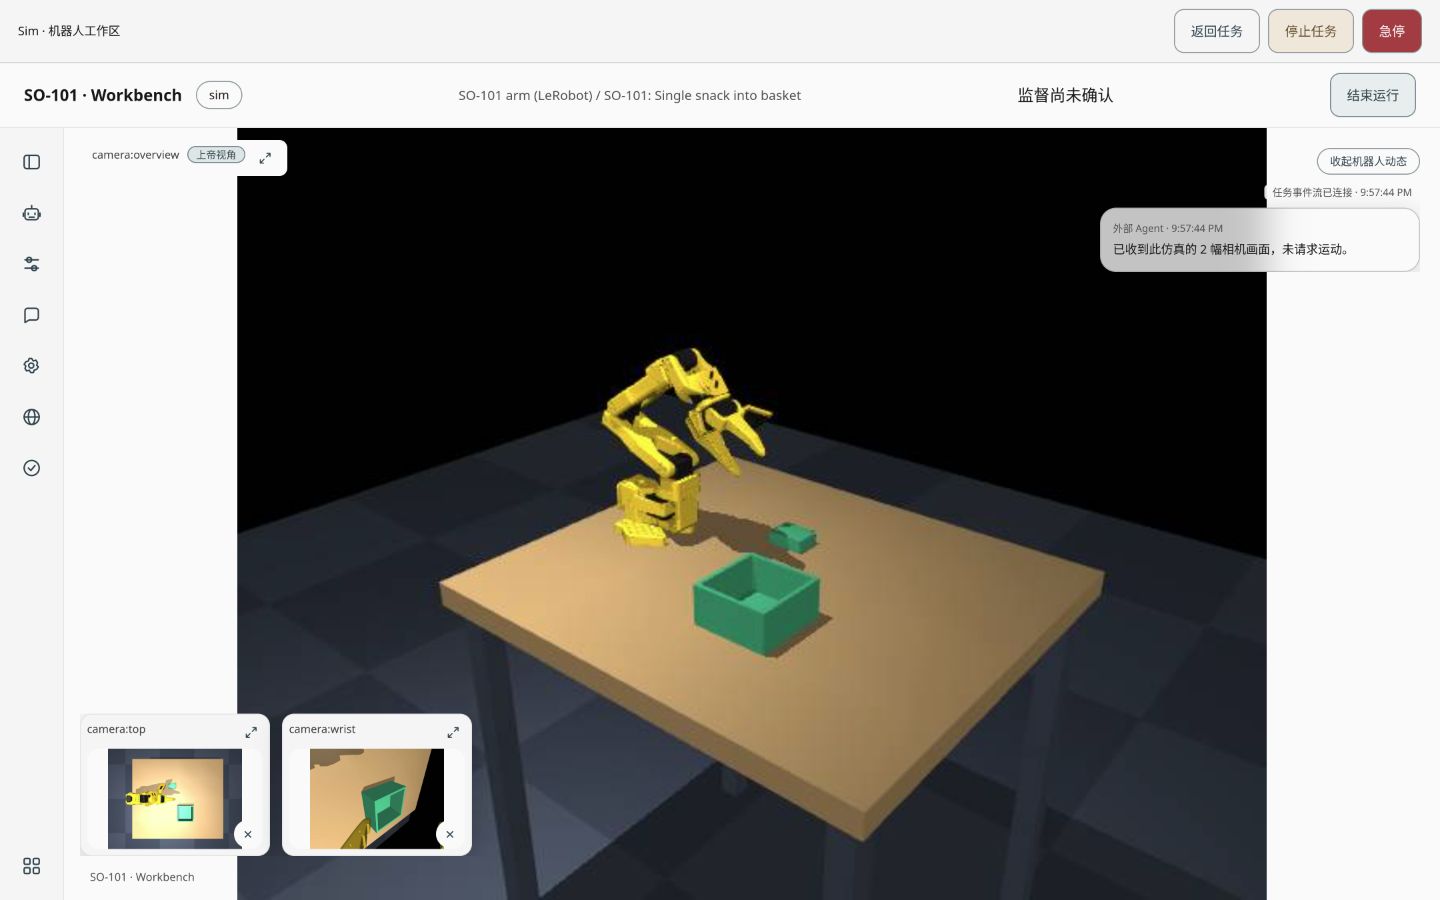 Sim · 机器人工作区
返回任务
停止任务
急停
SO-101 · Workbench
sim
SO-101 arm (LeRobot) / SO-101: Single snack into basket
监督尚未确认
结束运行
camera:overview
上帝视角
收起机器人动态
任务事件流已连接 · 9:57:44 PM
外部 Agent · 9:57:44 PM
已收到此仿真的 2 幅相机画面，未请求运动。
camera:top
camera:wrist
SO-101 · Workbench